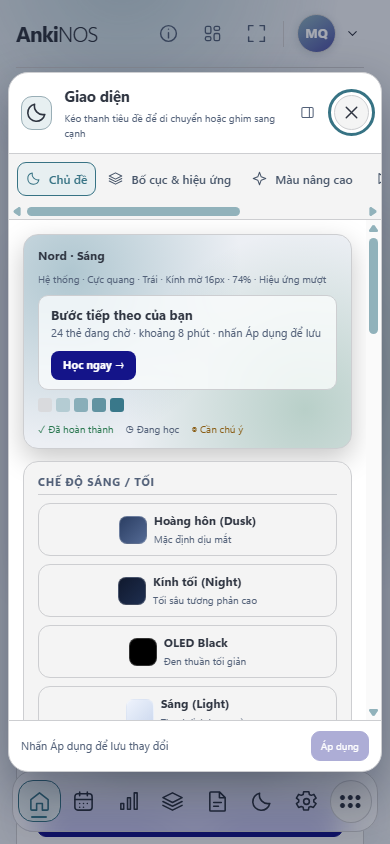 AnkiNOS
MQ
Giao diện
Kéo thanh tiêu đề để di chuyển hoặc ghim sang
cạnh
Chủ đề
Bố cục & hiệu ứng
Màu nâng cao
Nord · Sáng
Hệ thống · Cực quang · Trái · Kính mờ 16px · 74% · Hiệu ứng mượt
Bước tiếp theo của bạn
24 thẻ đang chờ · khoảng 8 phút · nhấn Áp dụng để lưu
Học ngay →
✓ Đã hoàn thành
◷ Đang học
Cần chú ý
CHẾ ĐỘ SÁNG / TỐI
Hoàng hôn (Dusk)
Mặc định dịu mắt
Kính tối (Night)
Tối sâu tương phản cao
OLED Black
Đen thuần tối giản
Sáng (Light)
Nhấn Áp dụng để lưu thay đổi
Áp dụng